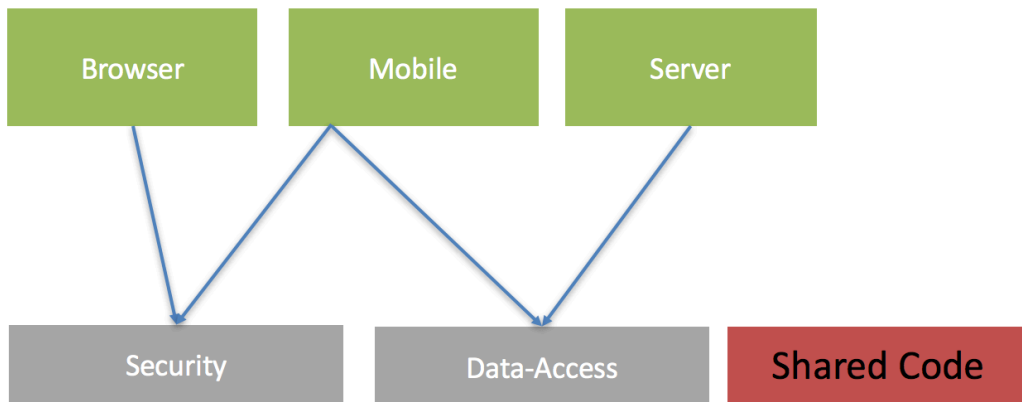 Browser
Mobile
Server
Security
Data-Access
Shared Code